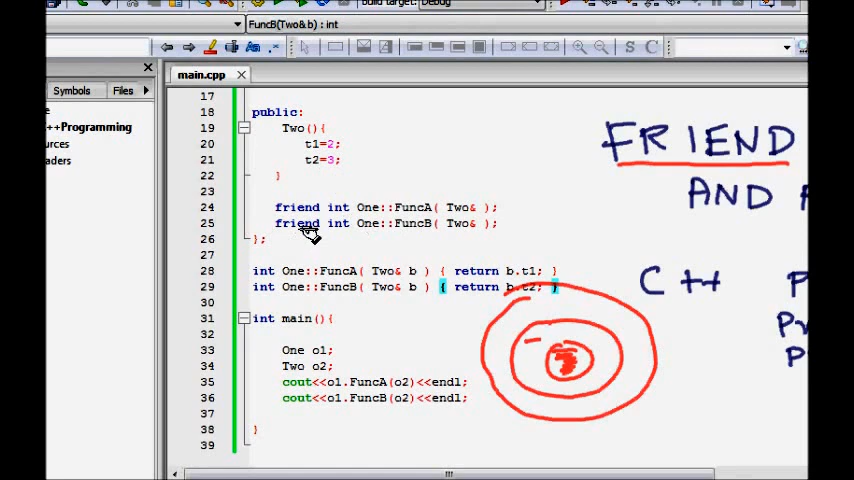 Build target: Debug
FuncB(Two& b) : int
Aa .*
S C
main.cpp
Symbols Files
C++Programming
17
18 public:
19 Two(){
20 t1=2;
21 t2=3;
22 }
23
24 friend int One::FuncA( Two& );
25 friend int One::FuncB( Two& );
26 };
27
28 int One::FuncA( Two& b ) { return b.t1; }
29 int One::FuncB( Two& b ) { return b.t2; }
30
31 int main(){
32
33 One o1;
34 Two o2;
35 cout<<o1.FuncA(o2)<<endl;
36 cout<<o1.FuncB(o2)<<endl;
37
38 }
39
FRIEND
AND
C++